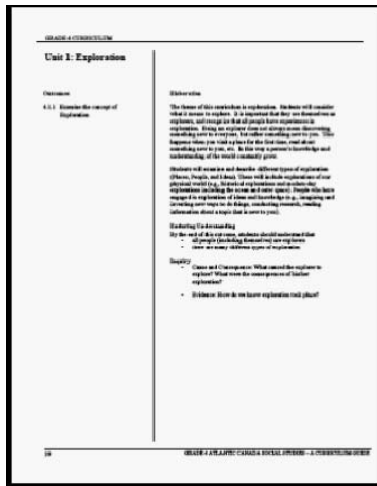 GRADE 4 CURRICULUM
Unit 1: Exploration
Outcomes
4.1.1 Examine the concept of
Exploration
Elaboration
The theme of this curriculum is exploration. Students will consider
what it means to explore. It is important that they see themselves as
explorers, and recognize that all people have experiences in
exploration. Being an explorer does not always mean discovering
something new to everyone, but rather something new to you. This
happens when you visit a place for the first time, read about
something new to you, etc. In this way a person's knowledge and
understanding of the world constantly grows.
Students will examine and describe different types of exploration
(Places, People, and Ideas). These will include explorations of our
physical world (e.g., historical explorations and modern day
explorations including the ocean and outer space). People who have
engaged in exploration of ideas and knowledge (e.g., imagining and
inventing new ways to do things, conducting research, reading
information about a topic that is new to you).
Enduring Understanding
By the end of this outcome, students should understand that
• all people (including themselves) are explorers
• there are many different types of exploration
Inquiry
• Cause and Consequence: What caused the explorer to
explore? What were the consequences of his/her
exploration?
• Evidence: How do we know exploration took place?
GRADE 4 ATLANTIC CANADA SOCIAL STUDIES – A CURRICULUM GUIDE